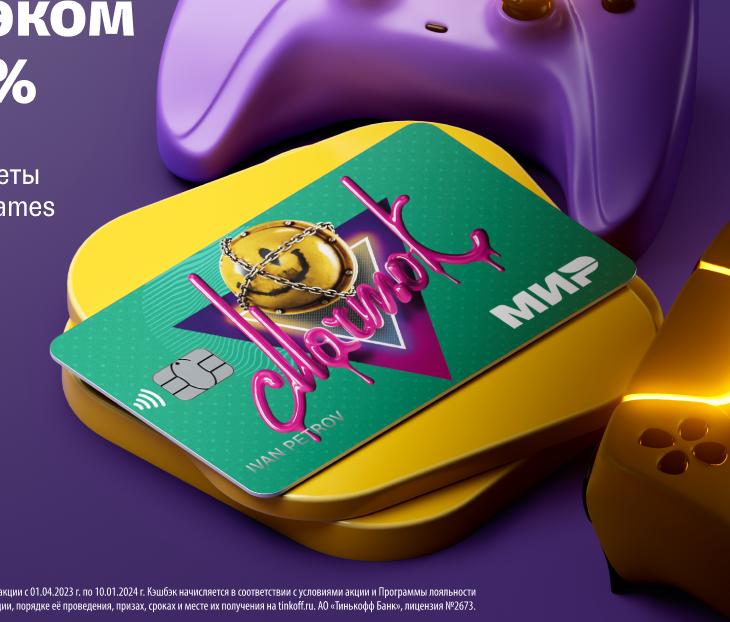 эком
%
еты
ames
МИР
IVAN PETROV
акции с 01.04.2023 г. по 10.01.2024 г. Кэшбэк начисляется в соответствии с условиями акции и Программы лояльности
ции, порядке её проведения, призах, сроках и месте их получения на tinkoff.ru. АО «Тинькофф Банк», лицензия №2673.